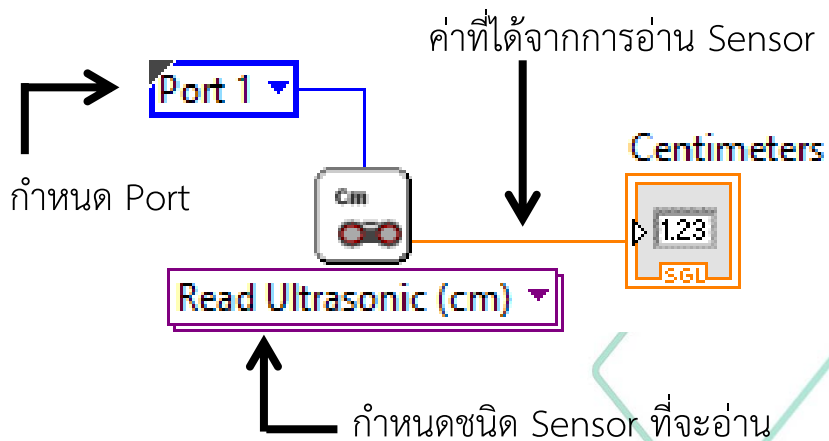 ค่าที่ได้จากการอ่าน Sensor
Port 1
Centimeters
กำหนด Port
Cm
1.23
SGL
Read Ultrasonic (cm)
กำหนดชนิด Sensor ที่จะอ่าน